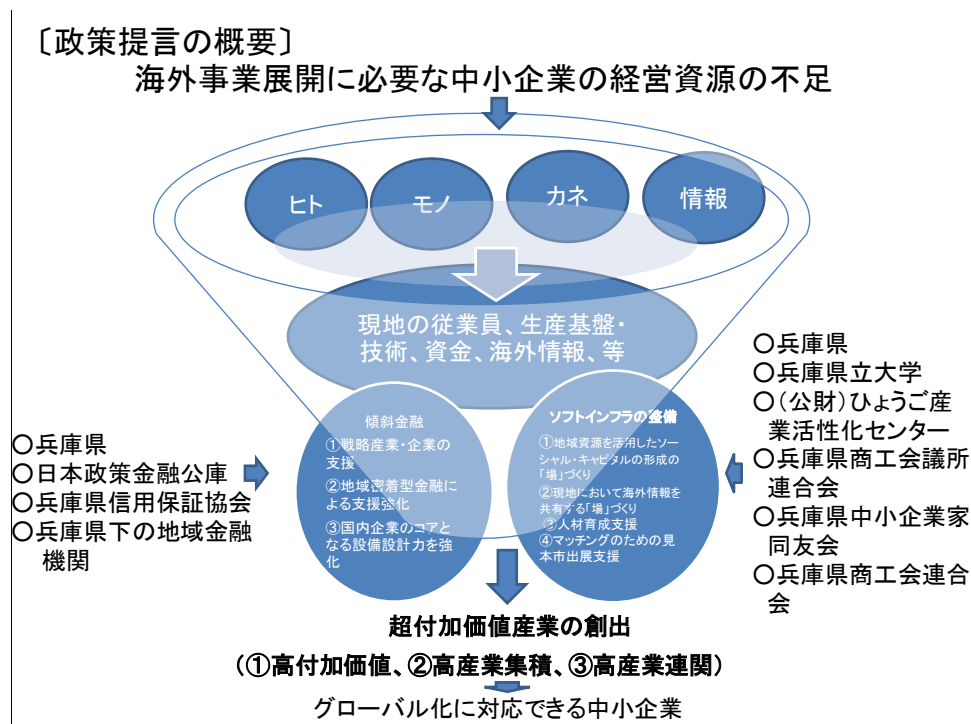 〔政策提言の概要〕
海外事業展開に必要な中小企業の経営資源の不足
ヒト
モノ
カネ
情報
現地の従業員、生産基盤・
技術、資金、海外情報、等
傾斜金融
①戦略産業・企業の
支援
②地域密着型金融に
よる支援強化
③国内企業のコアと
なる設備設計力を強
化
ソフトインフラの整備
①地域資源を活用したソー
シャル・キャピタルの形成の
「場」づくり
②現地において海外情報を
共有する「場」づくり
③人材育成支援
④マッチングのための見
本市出展支援
〇兵庫県
〇日本政策金融公庫
〇兵庫県信用保証協会
〇兵庫県下の地域金融
機関
〇兵庫県
〇兵庫県立大学
〇(公財)ひょうご産
業活性化センター
〇兵庫県商工会議所
連合会
〇兵庫県中小企業家
同友会
〇兵庫県商工会連合
会
超付加価値産業の創出
(①高付加価値、②高産業集積、③高産業連関)
グローバル化に対応できる中小企業